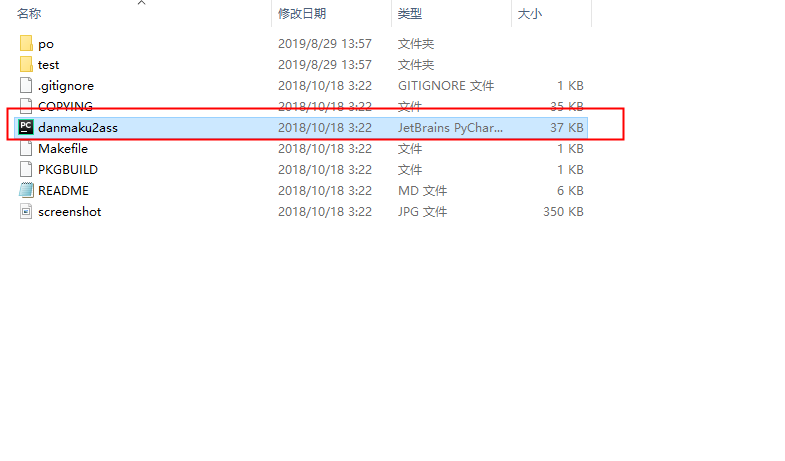 名称 修改日期 类型 大小
po 2019/8/29 13:57 文件夹
test 2019/8/29 13:57 文件夹
.gitignore 2018/10/18 3:22 GITIGNORE 文件 1 KB
COPYING 2018/10/18 3:22 文件 35 KB
PC danmaku2ass 2018/10/18 3:22 JetBrains PyChar... 37 KB
Makefile 2018/10/18 3:22 文件 1 KB
PKGBUILD 2018/10/18 3:22 文件 1 KB
README 2018/10/18 3:22 MD 文件 6 KB
screenshot 2018/10/18 3:22 JPG 文件 350 KB